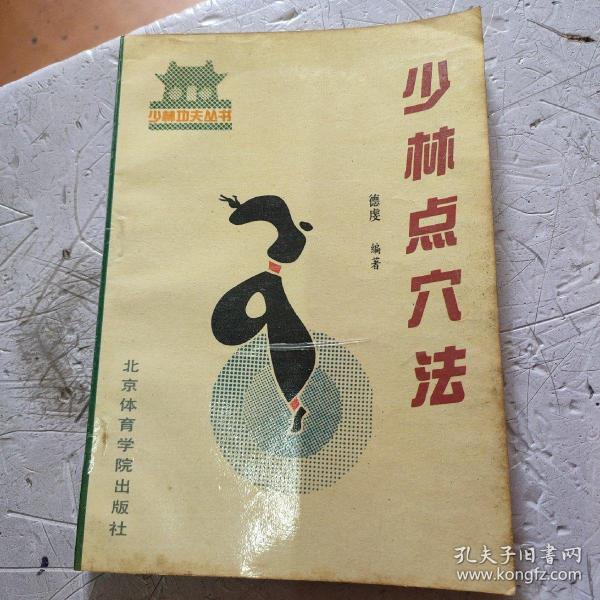 少林功夫丛书
少林点穴法
德虔 编著
北京体育学院出版社
孔夫子旧书网
www.kongfz.com